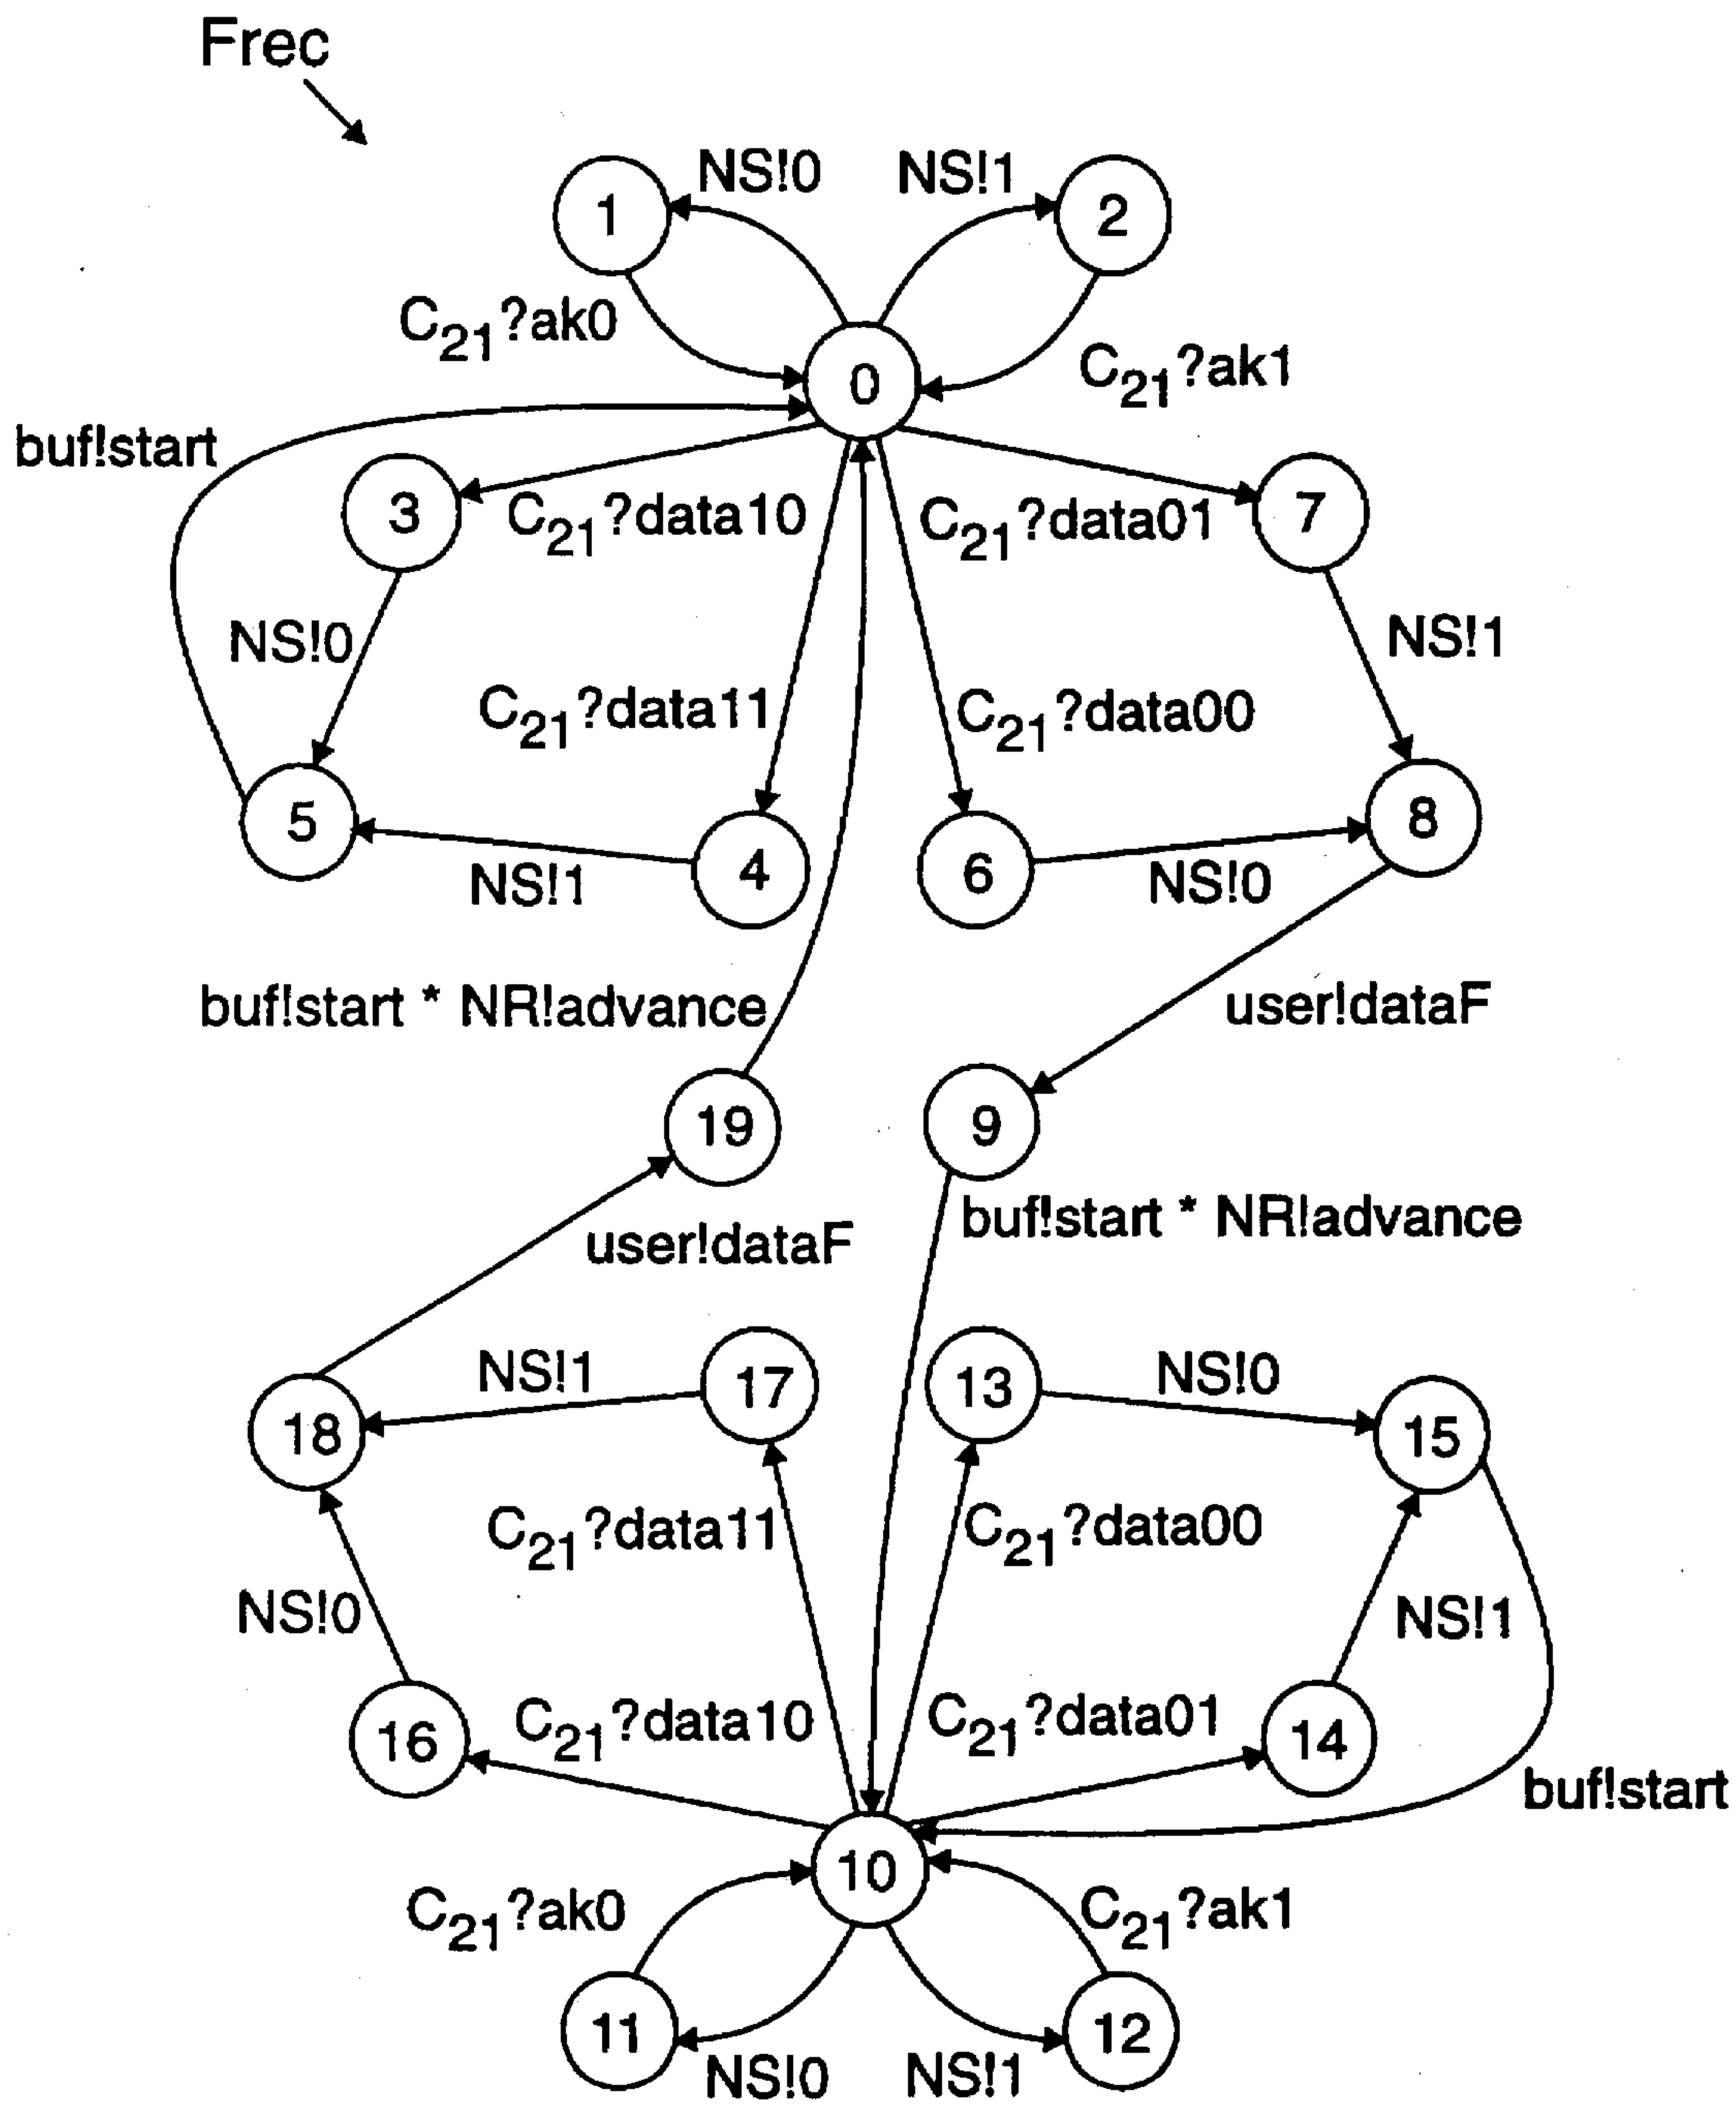 Frec
NS!0 NS!1
1 2
C21?ak0
C21?ak1
0
buf!start
3 C21?data10 C21?data01 7
NS!0 NS!1
C21?data11 C21?data00
5 8
4 6
NS!1 NS!0
buf!start * NR!advance user!dataF
19 9
buf!start * NR!advance
user!dataF
NS!1 17 13 NS!0
18 15
C21?data11 C21?data00
NS!0 NS!1
16 C21?data10 C21?data01 14
buf!start
10
C21?ak0 C21?ak1
11 12
NS!0 NS!1